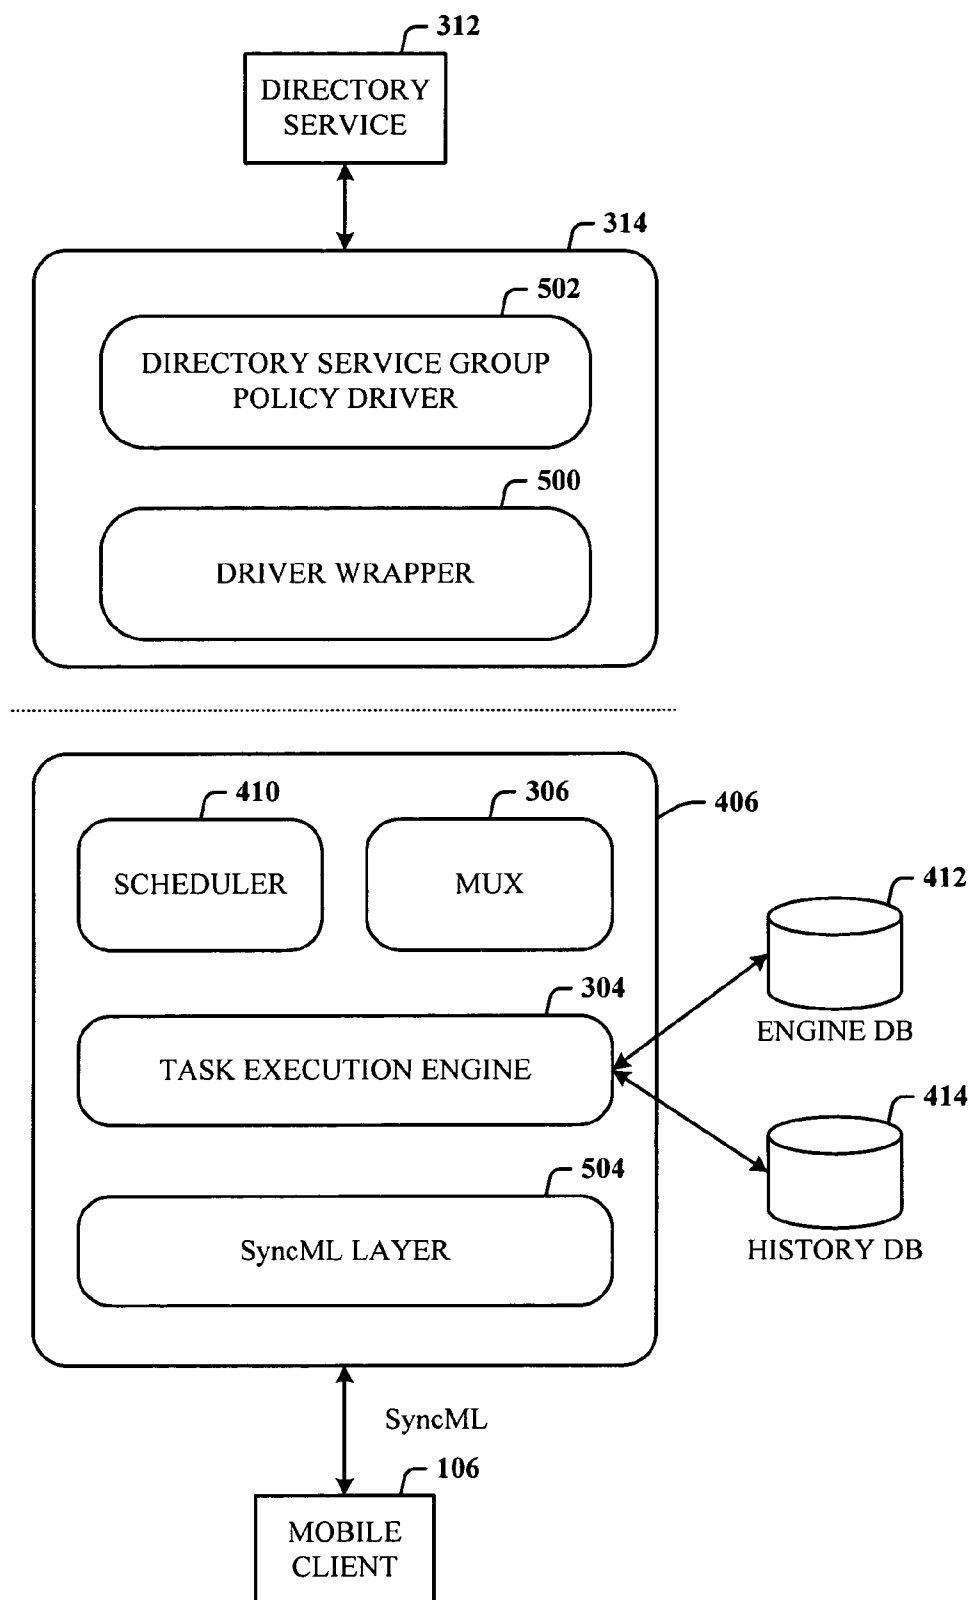 312
DIRECTORY
SERVICE
314
502
DIRECTORY SERVICE GROUP
POLICY DRIVER
500
DRIVER WRAPPER
410
306
406
SCHEDULER
MUX
412
ENGINE DB
304
TASK EXECUTION ENGINE
414
HISTORY DB
504
SyncML LAYER
SyncML
106
MOBILE
CLIENT